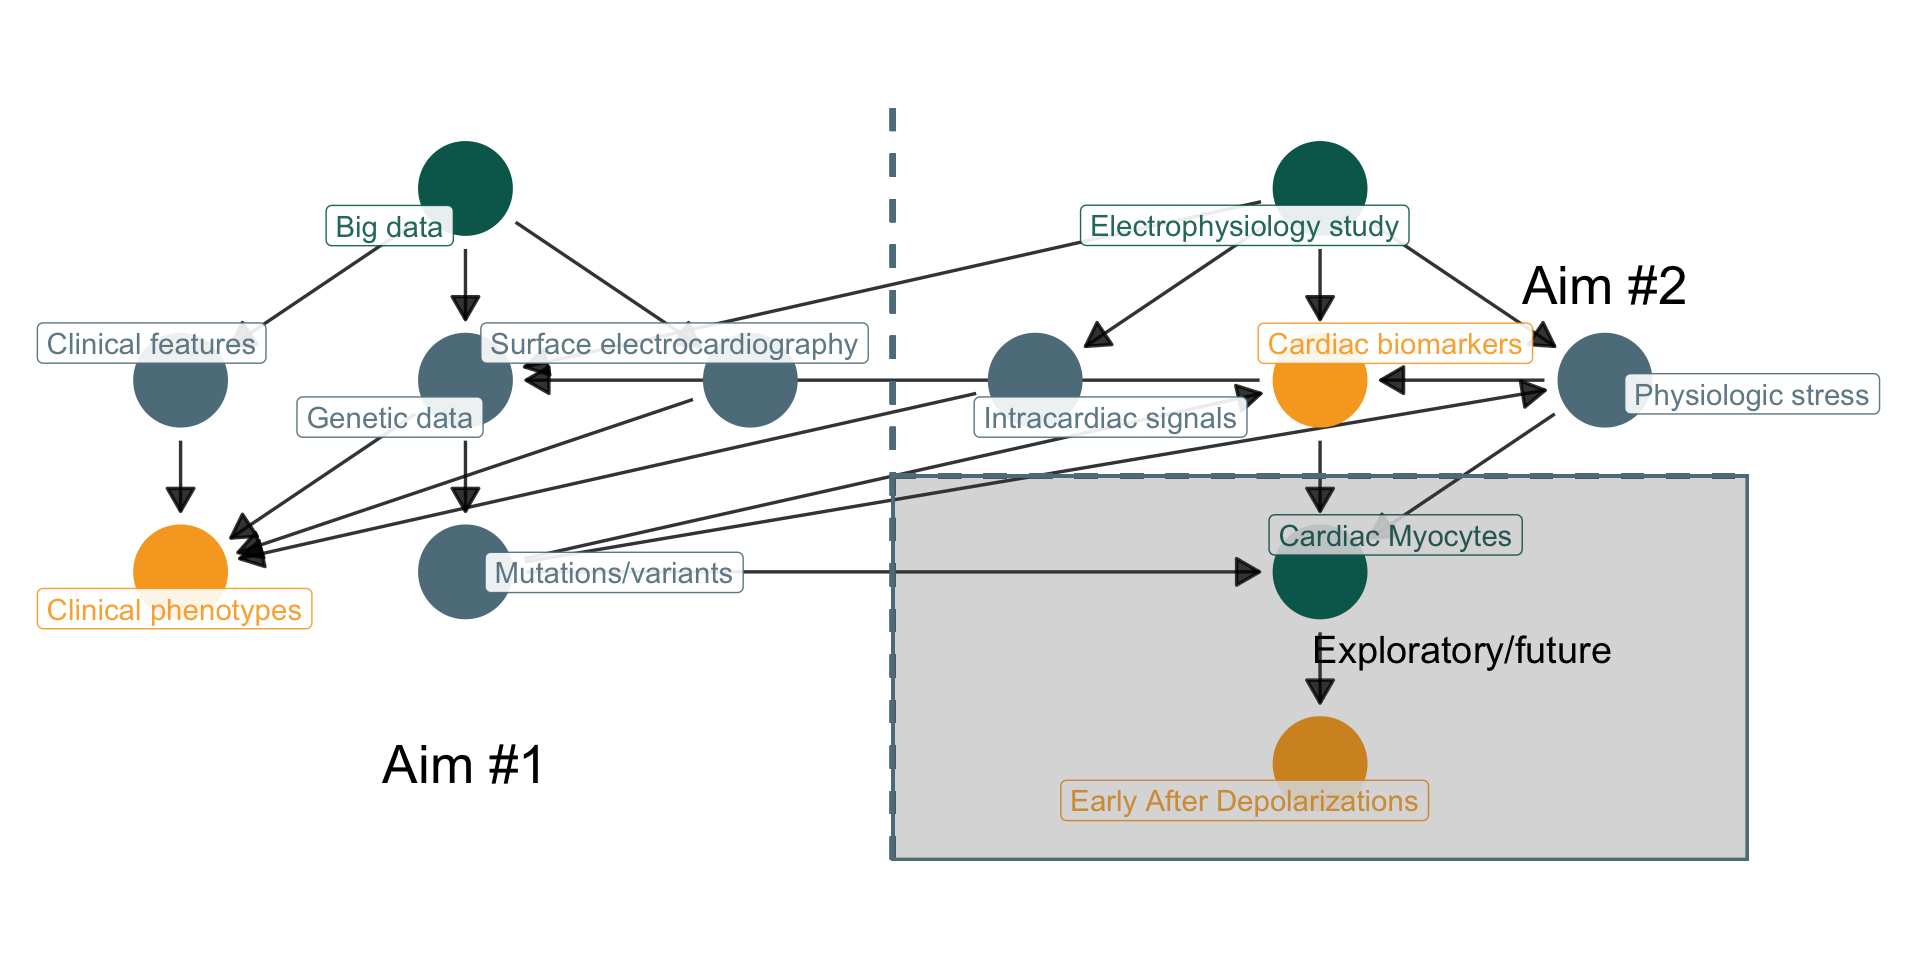 Big data
Electrophysiology study
Aim #2
Clinical features
Surface electrocardiography
Cardiac biomarkers
Physiologic stress
Genetic data
Intracardiac signals
Cardiac Myocytes
Mutations/variants
Clinical phenotypes
Exploratory/future
Aim #1
Early After Depolarizations